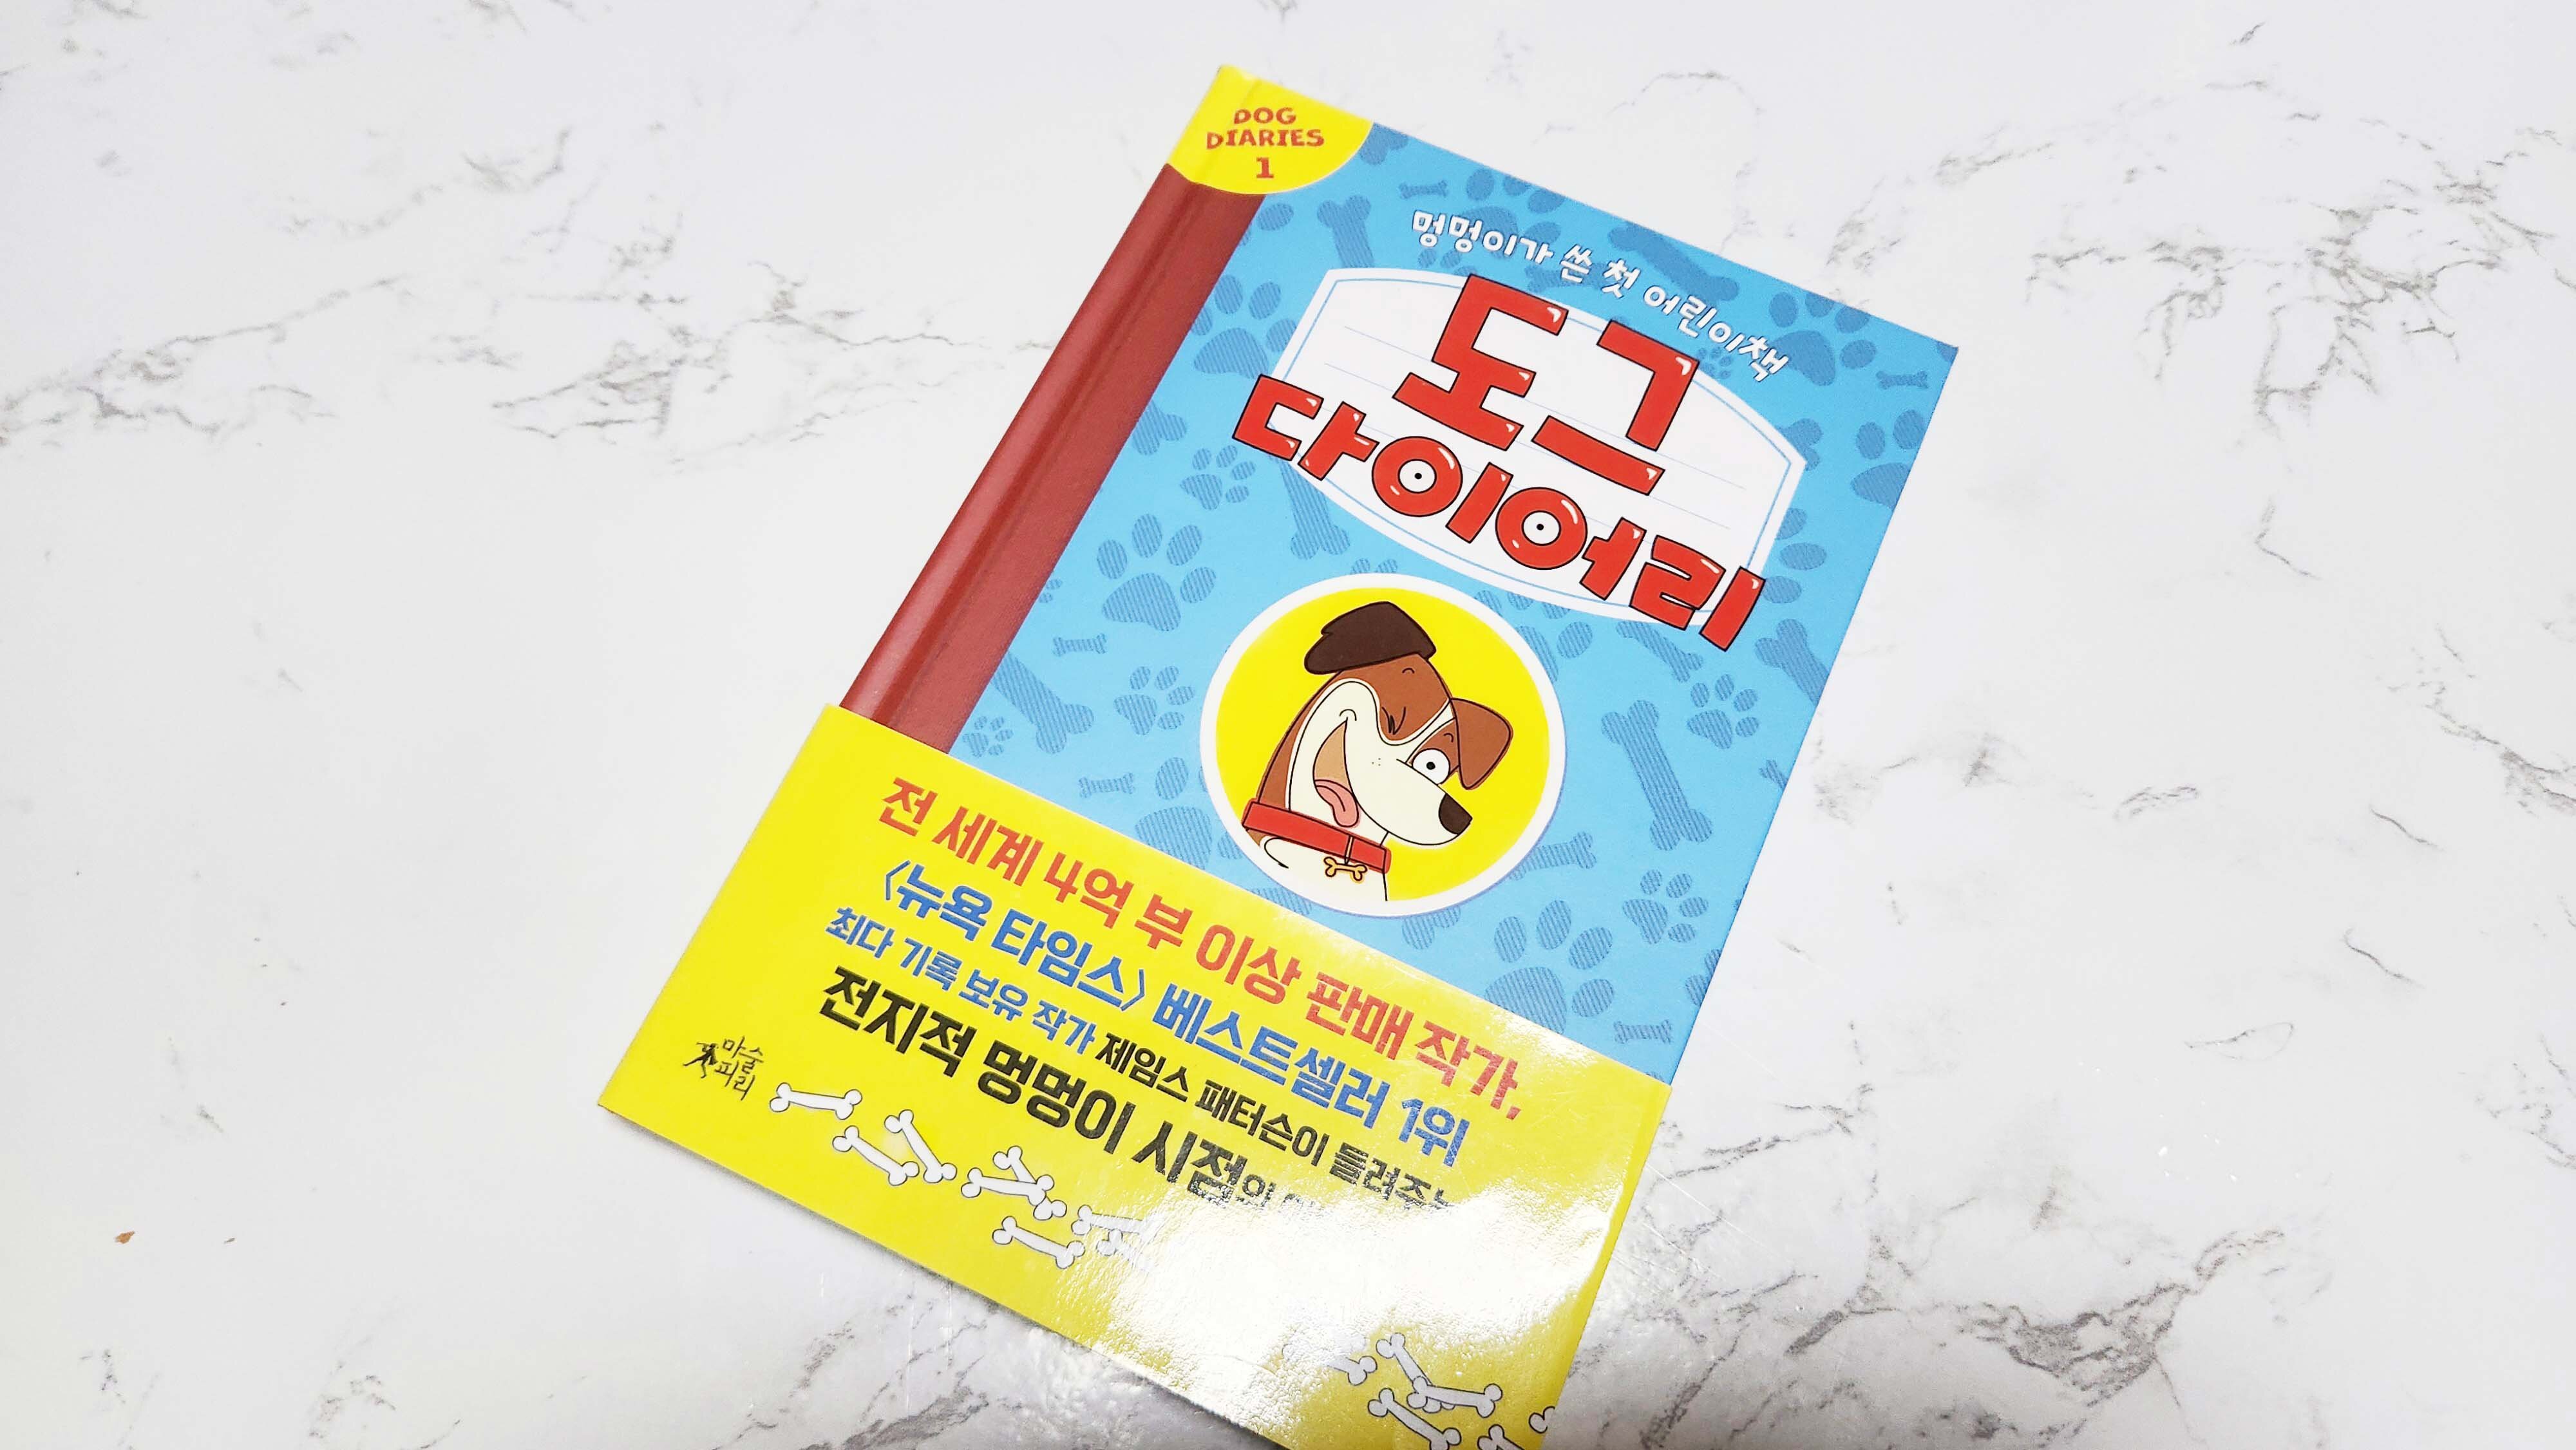 DOG
DIARIES
1
멍멍이가 쓴 첫 어린이책
도그
다이어리
전 세계 4억 부 이상 판매 작가,
〈뉴욕 타임스〉 베스트셀러 1위
최다 기록 보유 작가 제임스 패터슨이 들려주는
전지적 멍멍이 시점의
마술
피리